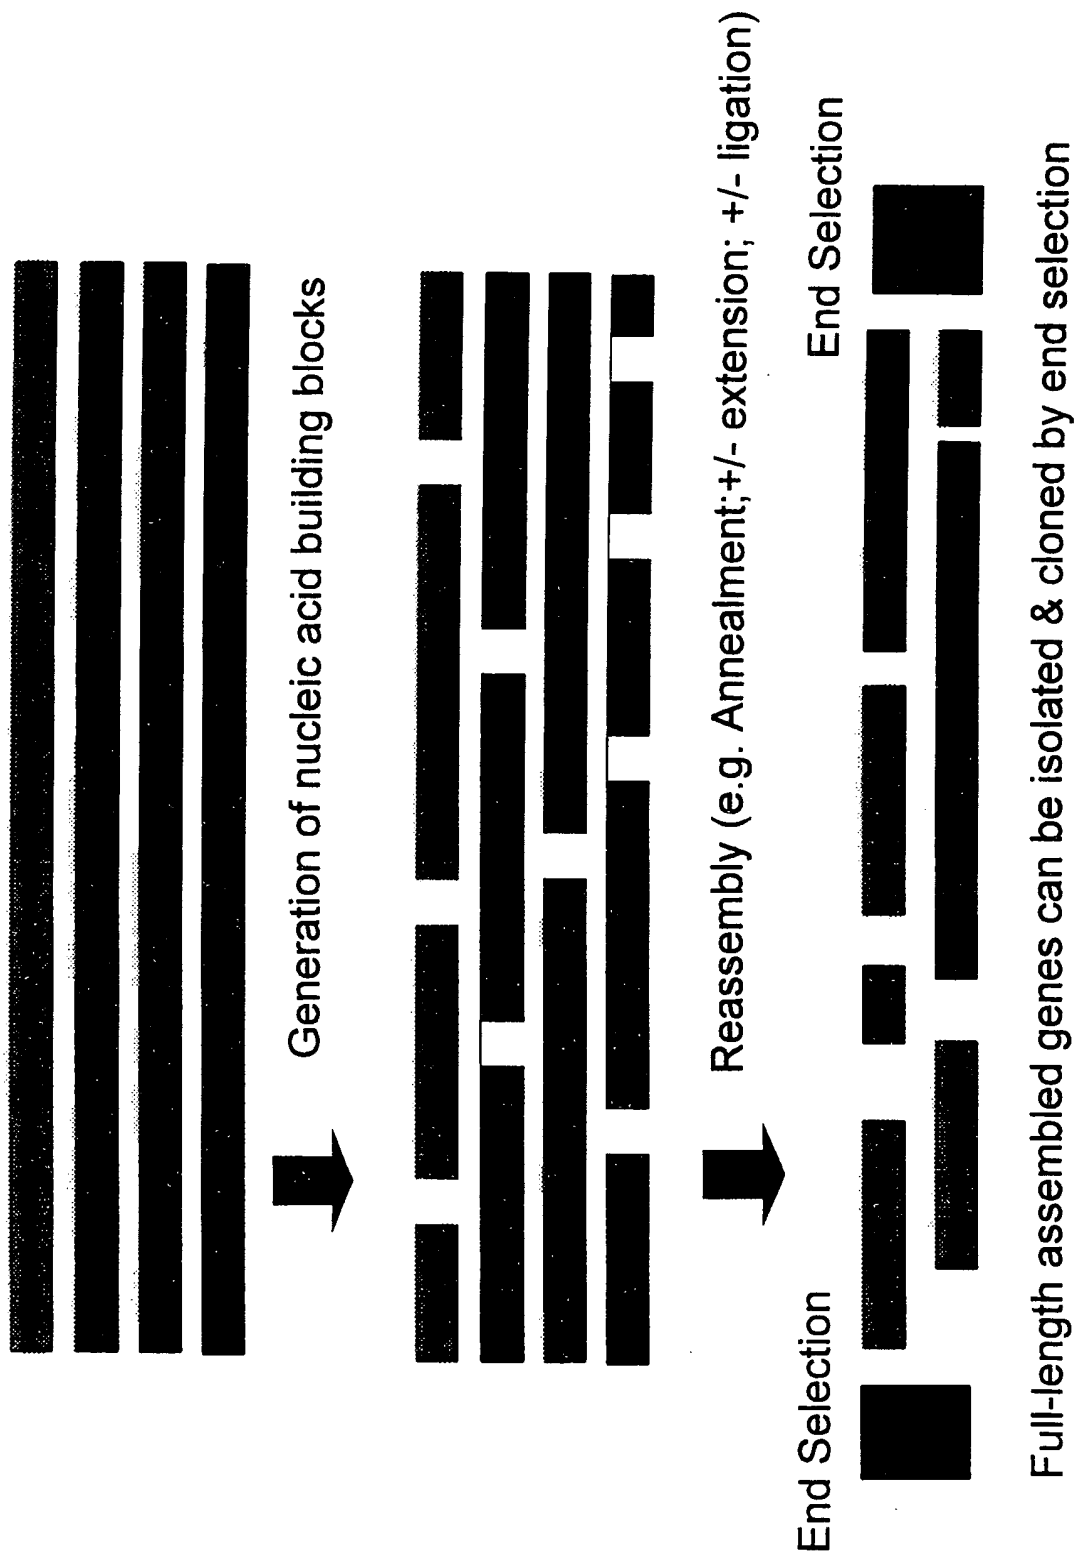 Generation of nucleic acid building blocks
Reassembly (e.g. Annealment;+/- extension; +/- ligation)
End Selection
End Selection
Full-length assembled genes can be isolated & cloned by end selection